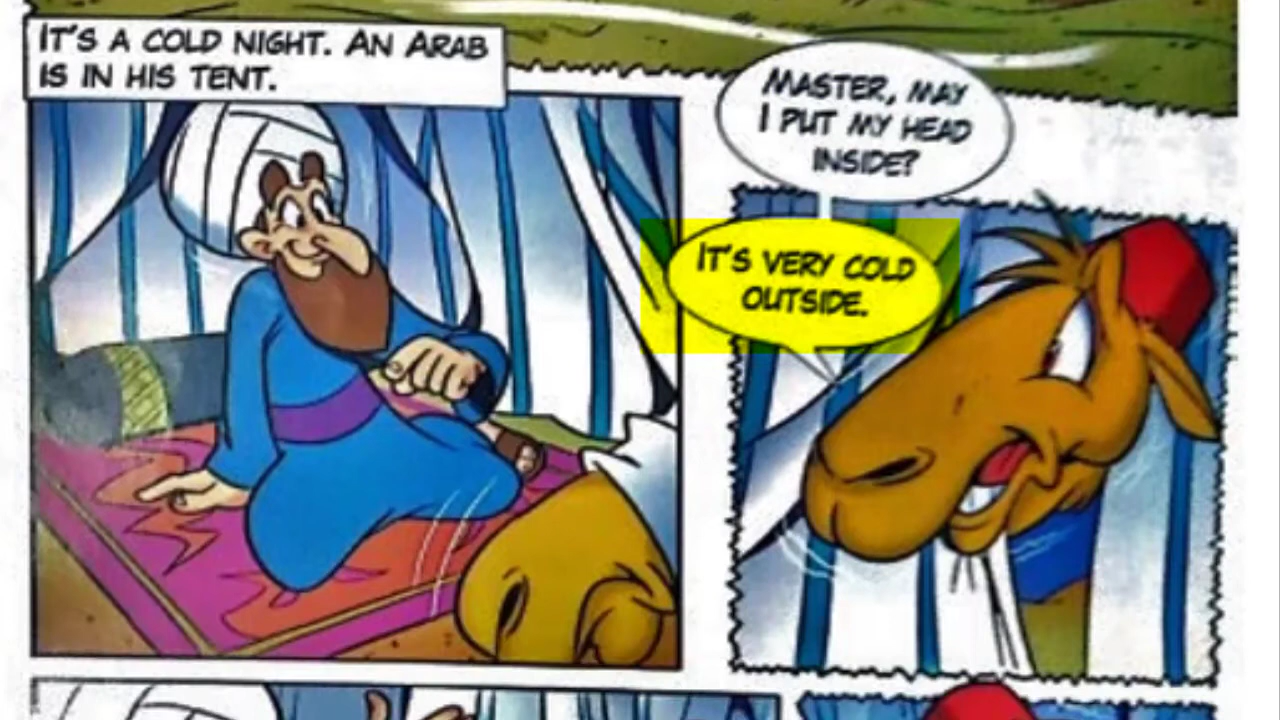 IT'S A COLD NIGHT. AN ARAB
IS IN HIS TENT.
MASTER, MAY
I PUT MY HEAD
INSIDE?
IT'S VERY COLD
OUTSIDE.